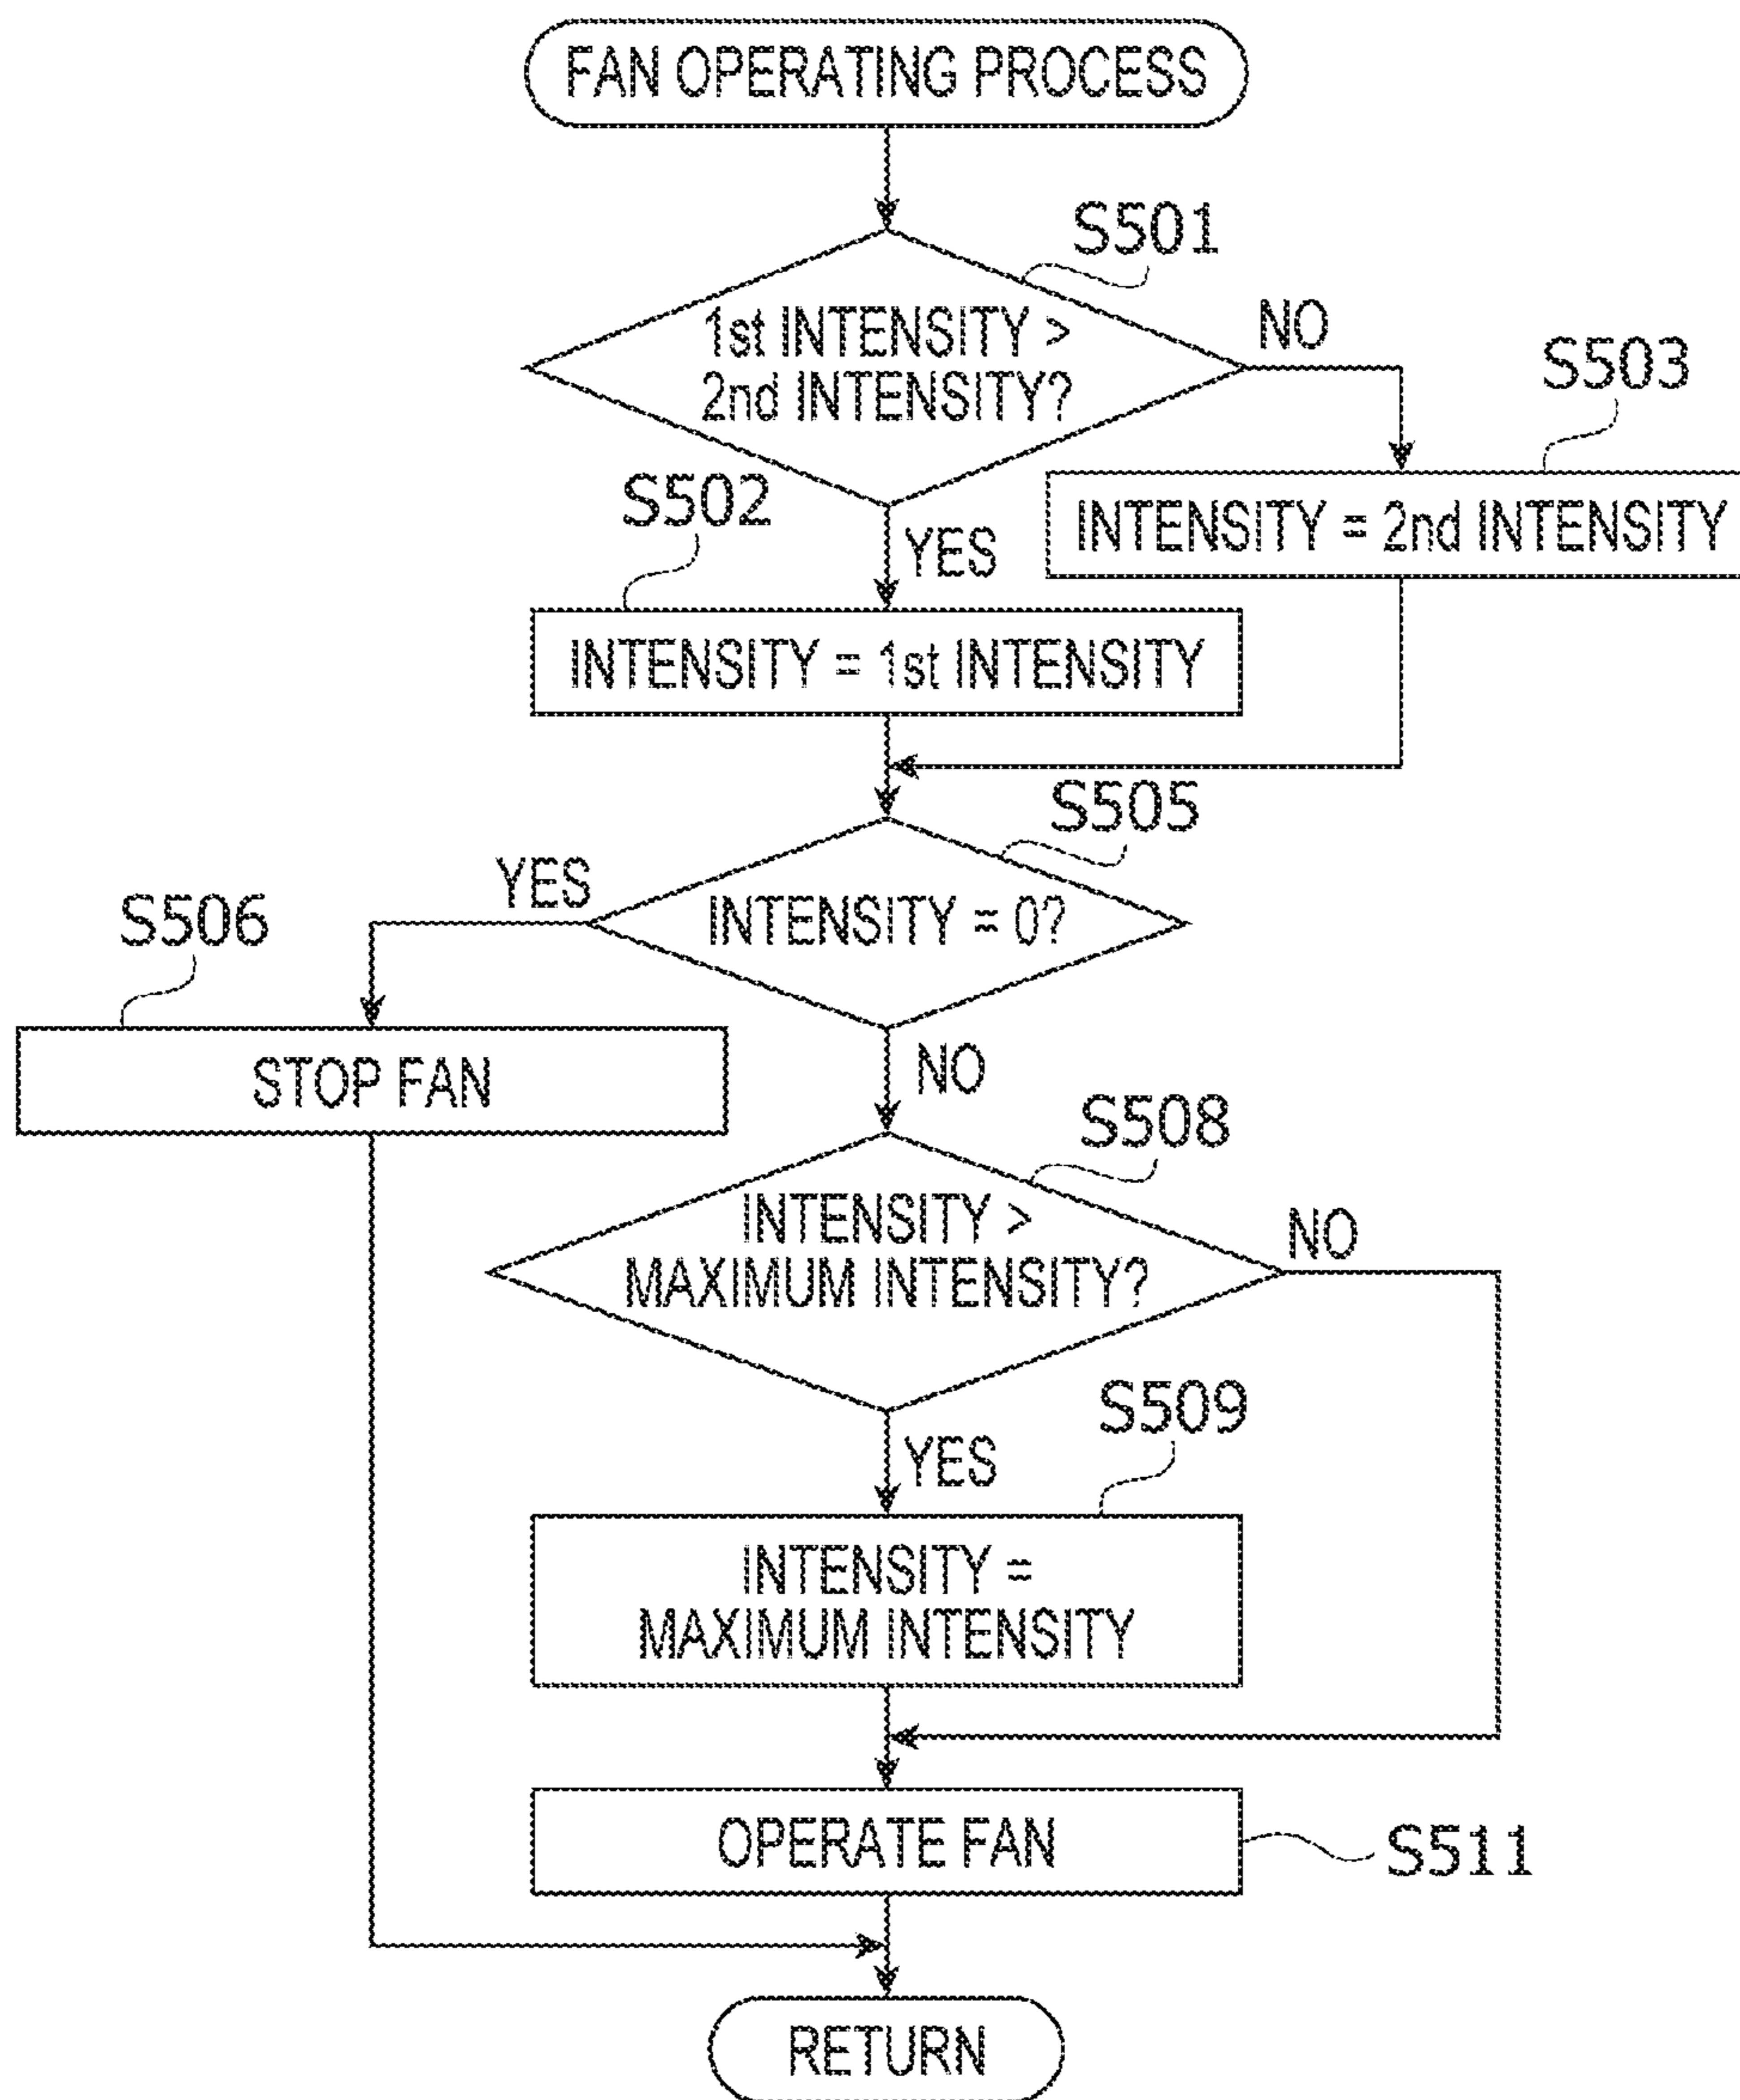 FAN OPERATING PROCESS
S501
1st INTENSITY >
2nd INTENSITY?
NO
S503
INTENSITY = 2nd INTENSITY
S502
YES
INTENSITY = 1st INTENSITY
S505
YES
INTENSITY = 0?
S506
STOP FAN
NO
S508
INTENSITY >
MAXIMUM INTENSITY?
NO
S509
YES
INTENSITY =
MAXIMUM INTENSITY
OPERATE FAN
S511
RETURN